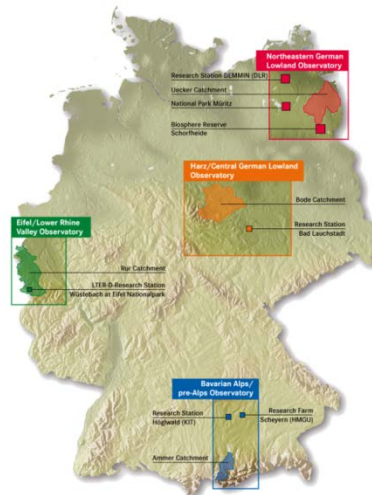 Northeastern German
Lowland Observatory
Research Station DEMMIN (DLR)
Uecker Catchment
National Park Müritz
Biosphere Reserve
Schorfheide
Harz/Central German Lowland
Observatory
Bode Catchment
Research Station
Bad Lauchstädt
Eifel/Lower Rhine
Valley Observatory
Rur Catchment
LTER-D-Research Station
Wüstebach at Eifel Nationalpark
Bavarian Alps/
pre-Alps Observatory
Research Station
Höglwald (KIT)
Research Farm
Scheyern (HMGU)
Ammer Catchment